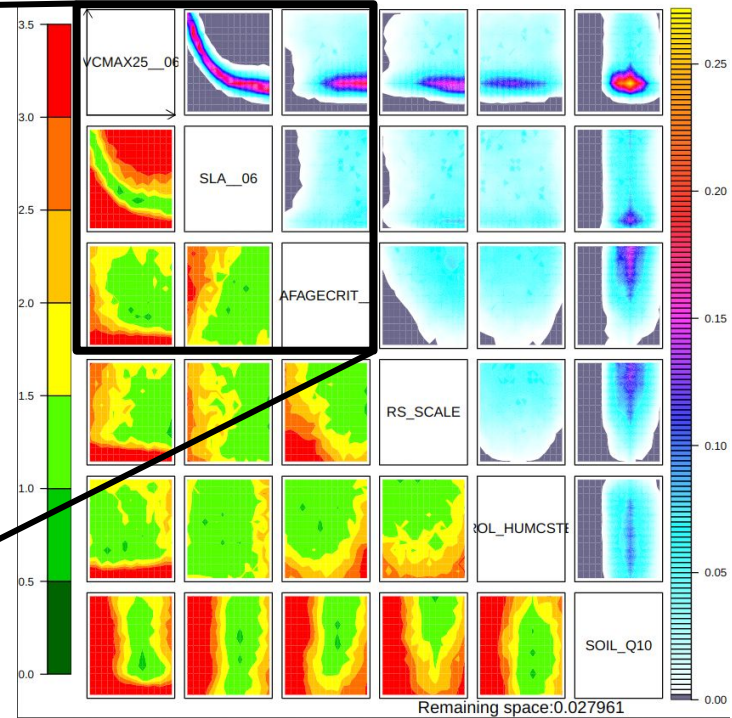 3.5
3.0
2.5
2.0
1.5
1.0
0.5
0.0
VCMAX25__06
SLA__06
AFAGECRIT_
RS_SCALE
ROL_HUMCSTE
SOIL_Q10
0.25
0.20
0.15
0.10
0.05
0.00
Remaining space:0.027961